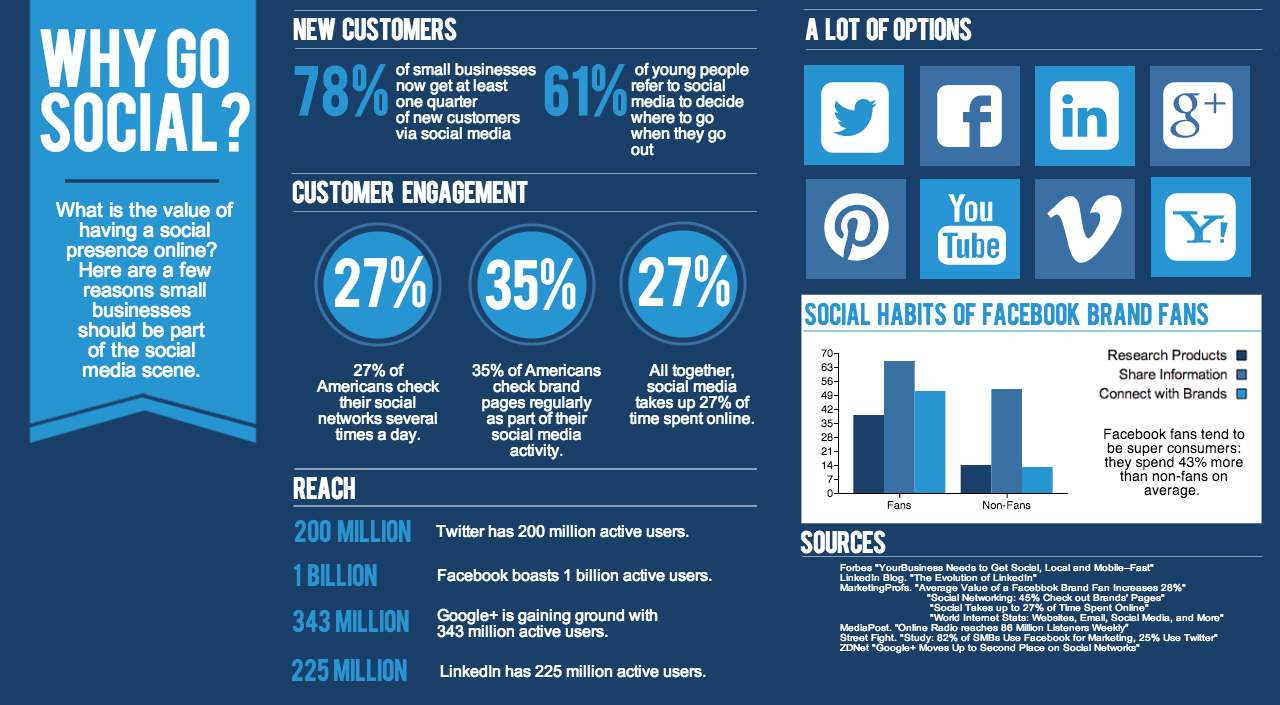 WHY GO
SOCIAL?
What is the value of
having a social
presence online?
Here are a few
reasons small
businesses
should be part
of the social
media scene.
NEW CUSTOMERS
78%
of small businesses
now get at least
one quarter
of new customers
via social media
61%
of young people
refer to social
media to decide
where to go
when they go
out
CUSTOMER ENGAGEMENT
27%
35%
27%
27% of
Americans check
their social
networks several
times a day.
35% of Americans
check brand
pages regularly
as part of their
social media
activity.
All together,
social media
takes up 27% of
time spent online.
REACH
200 MILLION
Twitter has 200 million active users.
1 BILLION
Facebook boasts 1 billion active users.
343 MILLION
Google+ is gaining ground with
343 million active users.
225 MILLION
LinkedIn has 225 million active users.
A LOT OF OPTIONS
f
in
g+
P
You
Tube
V
Y!
SOCIAL HABITS OF FACEBOOK BRAND FANS
70
63
56
49
42
35
28
21
14
7
0
Fans
Non-Fans
Research Products
Share Information
Connect with Brands
Facebook fans tend to
be super consumers:
they spend 43% more
than non-fans on
average.
SOURCES
Forbes "YourBusiness Needs to Get Social, Local and Mobile—Fast"
LinkedIn Blog. "The Evolution of LinkedIn"
MarketingProfs. "Average Value of a Facebbok Brand Fan Increases 28%"
"Social Networking: 45% Check out Brands' Pages"
"Social Takes up to 27% of Time Spent Online"
"World Internet Stats: Websites, Email, Social Media, and More"
MediaPost. "Online Radio reaches 86 Million Listeners Weekly"
Street Fight. "Study: 82% of SMBs Use Facebook for Marketing, 25% Use Twitter"
ZDNet "Google+ Moves Up to Second Place on Social Networks"